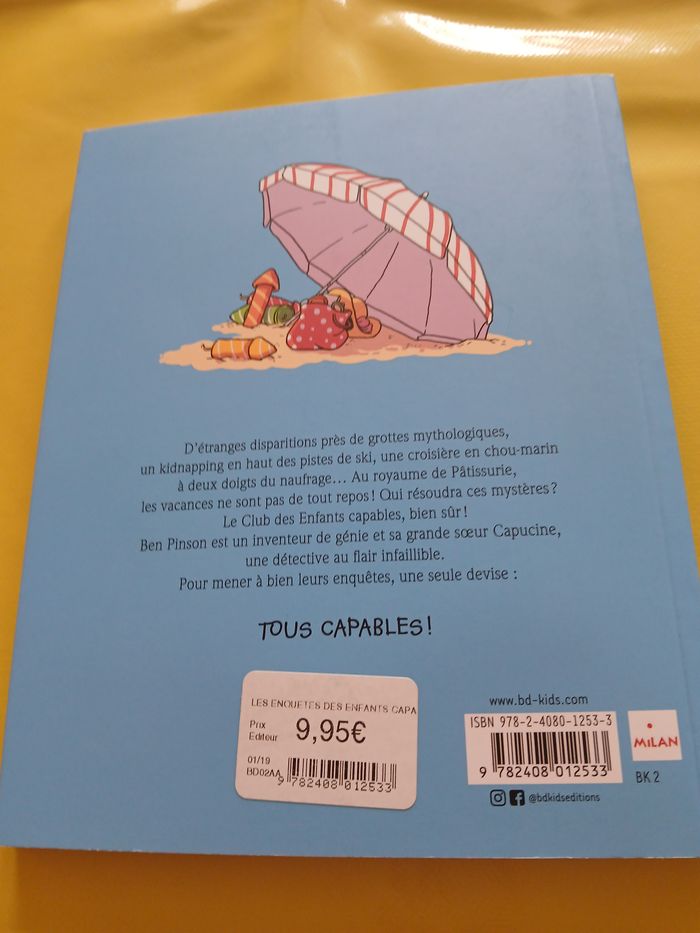 D'étranges disparitions près de grottes mythologiques,
un kidnapping en haut des pistes de ski, une croisière en chou-marin
à deux doigts du naufrage... Au royaume de Pâtissurie,
les vacances ne sont pas de tout repos ! Qui résoudra ces mystères ?
Le Club des Enfants capables, bien sûr !
Ben Pinson est un inventeur de génie et sa grande sœur Capucine,
une détective au flair infaillible.
Pour mener à bien leurs enquêtes, une seule devise :
TOUS CAPABLES !
LES ENQUETES DES ENFANTS CAPA
Prix
Editeur
9,95€
01/19
BD02AA
9 782408 012533
www.bd-kids.com
ISBN 978-2-4080-1253-3
9 782408 012533
MILAN
BK 2
@bdkidseditions